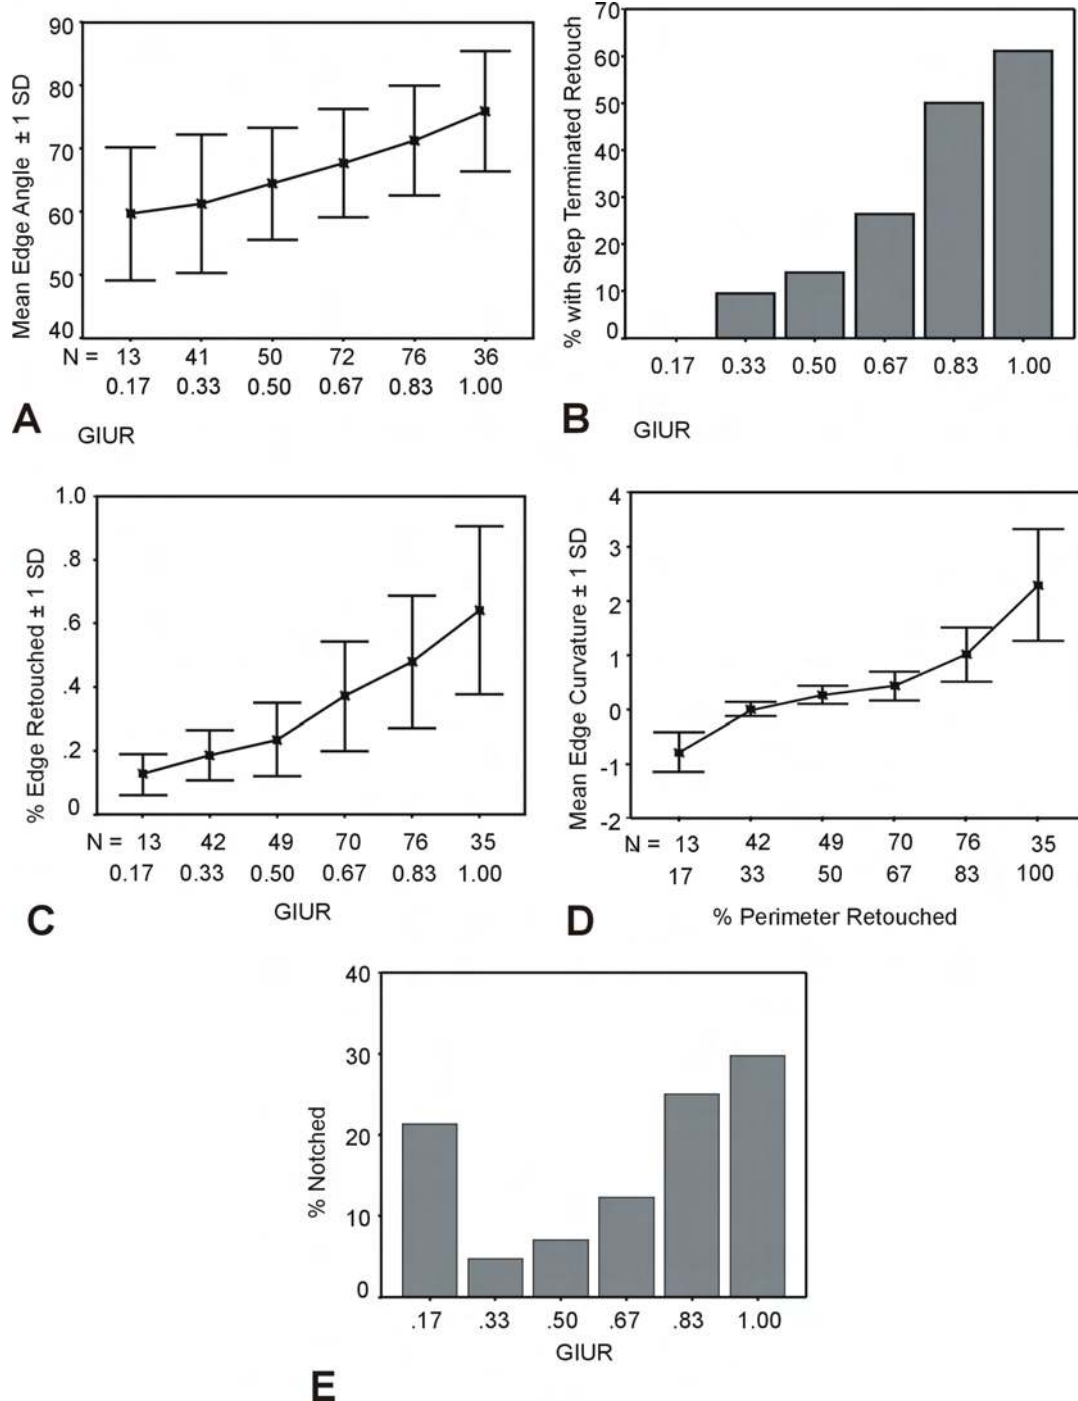 Mean Edge Angle ± 1 SD
90
80
70
60
50
40
N = 13 41 50 72 76 36
0.17 0.33 0.50 0.67 0.83 1.00
A
GIUR
% with Step Terminated Retouch
70
60
50
40
30
20
10
0
0.17 0.33 0.50 0.67 0.83 1.00
B
GIUR
% Edge Retouched ± 1 SD
1.0
.8
.6
.4
.2
0
N = 13 42 49 70 76 35
0.17 0.33 0.50 0.67 0.83 1.00
GIUR
C
Mean Edge Curvature ± 1 SD
4
3
2
1
0
-1
-2
N = 13 42 49 70 76 35
17 33 50 67 83 100
D
% Perimeter Retouched
% Notched
40
30
20
10
0
.17 .33 .50 .67 .83 1.00
GIUR
E